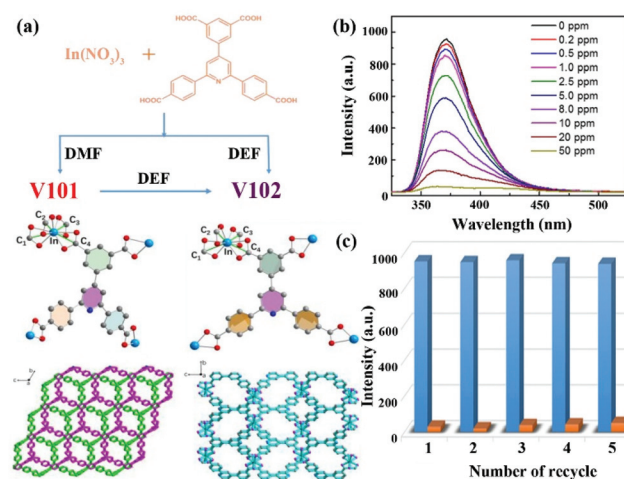 (a)
In(NO₃)₃ +
HOOC
COOH
N
HOOC
COOH
DMF
DEF
V101
DEF
V102
C₂
C₃
C₁
In
C₄
C₂
C₃
C₁
In
C₄
b
c
a
b
c
a
(b)
Intensity (a.u.)
1000
800
600
400
200
0
350
400
450
500
Wavelength (nm)
0 ppm
0.2 ppm
0.5 ppm
1.0 ppm
2.5 ppm
5.0 ppm
8.0 ppm
10 ppm
20 ppm
50 ppm
(c)
Intensity (a.u.)
1000
800
600
400
200
0
1 2 3 4 5
Number of recycle